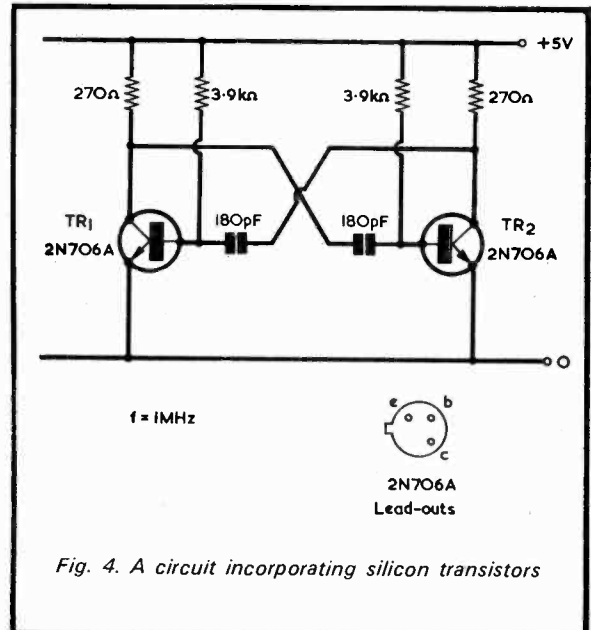 +5V
270Ω
3·9kΩ
3·9kΩ
270Ω
TR1
2N706A
180pF
180pF
TR2
2N706A
O
f = 1MHz
e
b
c
2N706A
Lead-outs
Fig. 4. A circuit incorporating silicon transistors